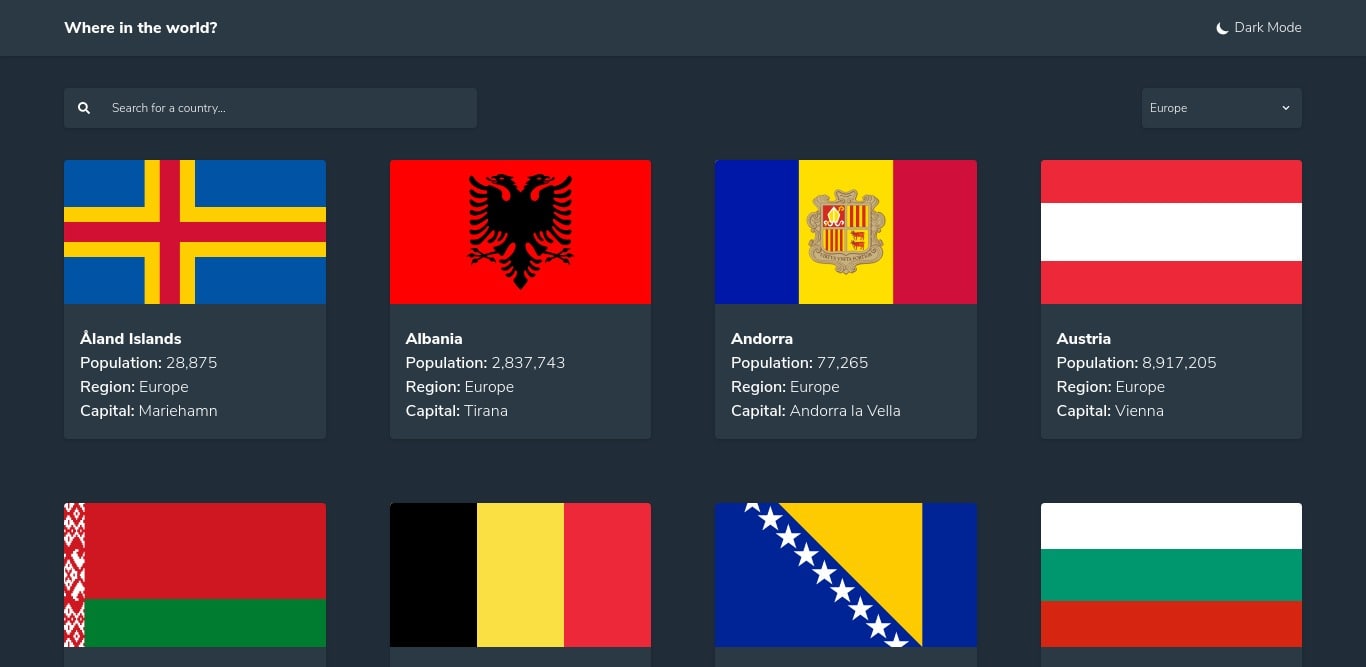 Where in the world?
Dark Mode
Search for a country...
Europe
Åland Islands
Population: 28,875
Region: Europe
Capital: Mariehamn
Albania
Population: 2,837,743
Region: Europe
Capital: Tirana
Andorra
Population: 77,265
Region: Europe
Capital: Andorra la Vella
Austria
Population: 8,917,205
Region: Europe
Capital: Vienna